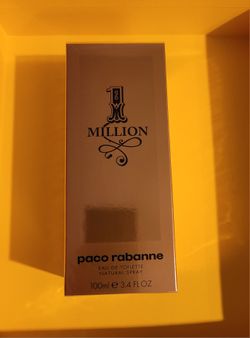 1
MILLION
paco rabanne
EAU DE TOILETTE
NATURAL SPRAY
100ml e 3.4 FL OZ